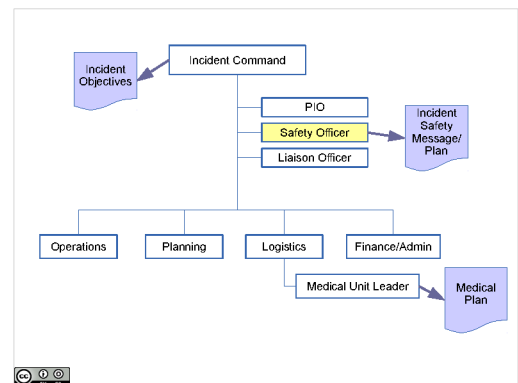 Incident Command
Incident
Objectives
PIO
Safety Officer
Liaison Officer
Incident
Safety
Message/
Plan
Operations
Planning
Logistics
Finance/Admin
Medical Unit Leader
Medical
Plan
cc